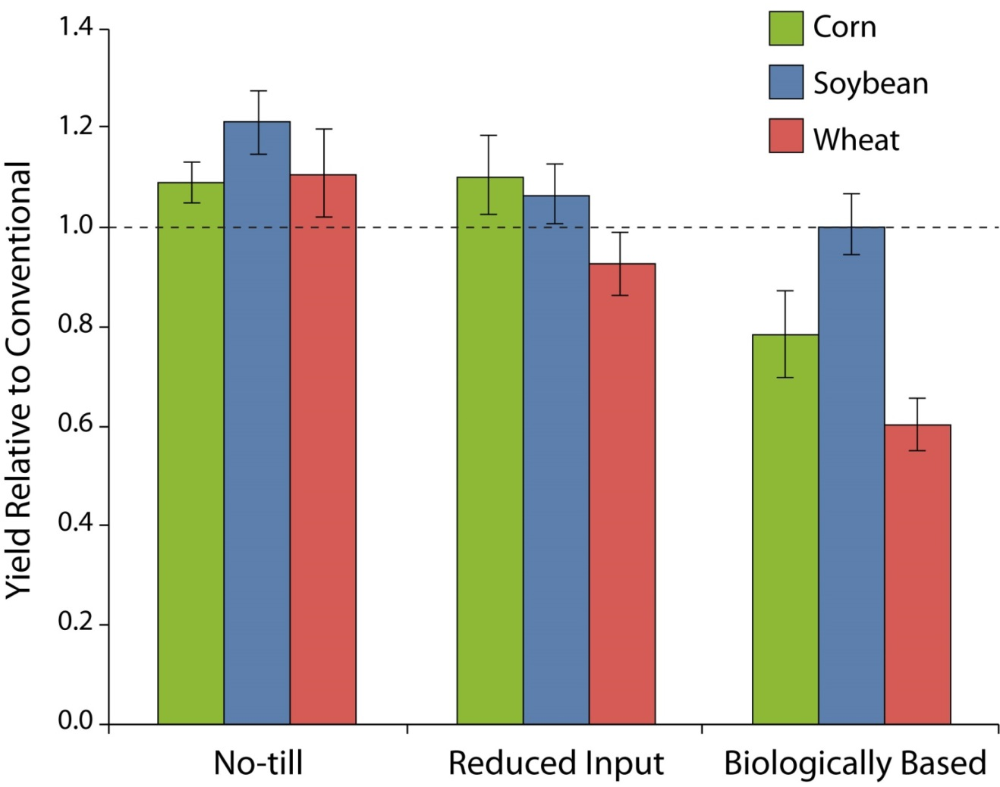 Yield Relative to Conventional
1.4
1.2
1.0
0.8
0.6
0.4
0.2
0.0
Corn
Soybean
Wheat
No-till
Reduced Input
Biologically Based